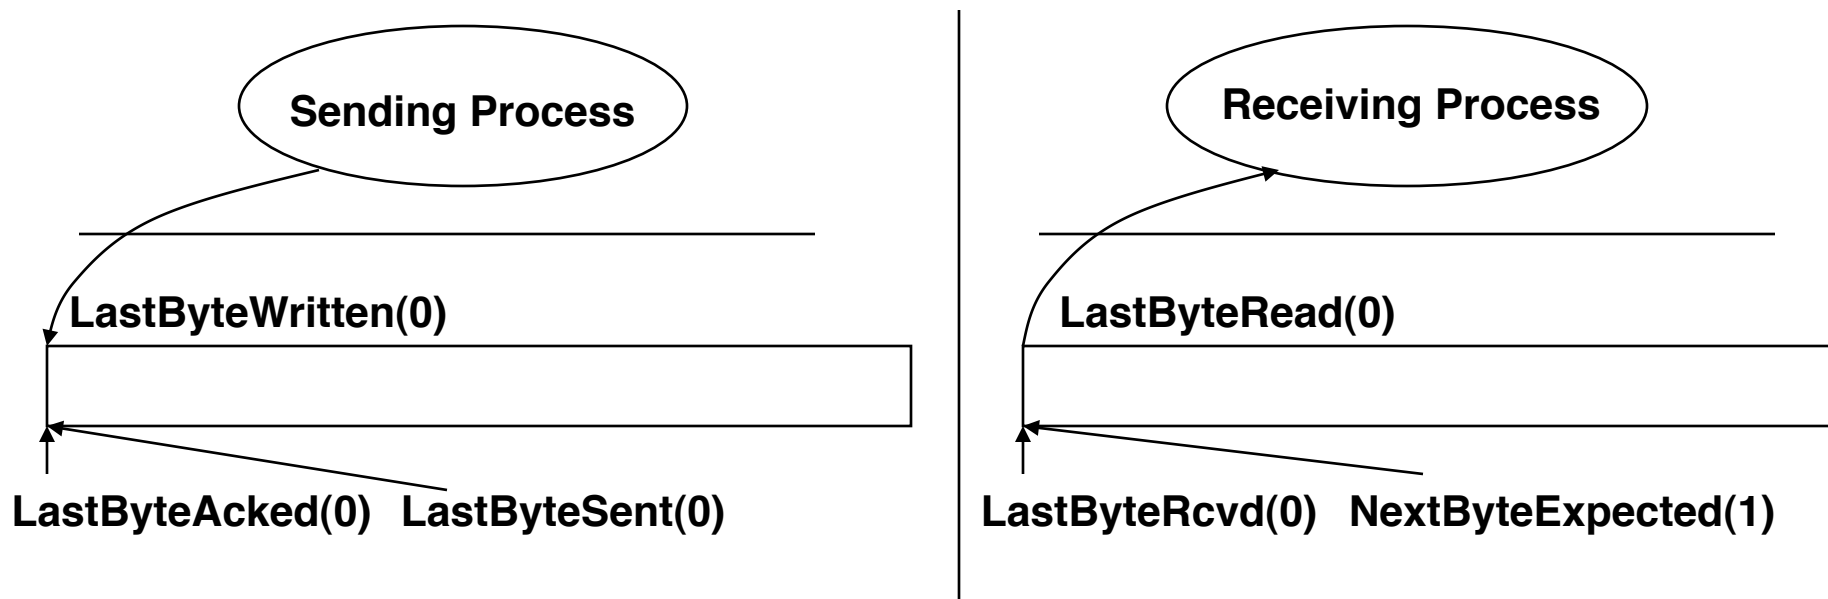 Sending Process
LastByteWritten(0)
LastByteAcked(0) LastByteSent(0)
Receiving Process
LastByteRead(0)
LastByteRcvd(0) NextByteExpected(1)